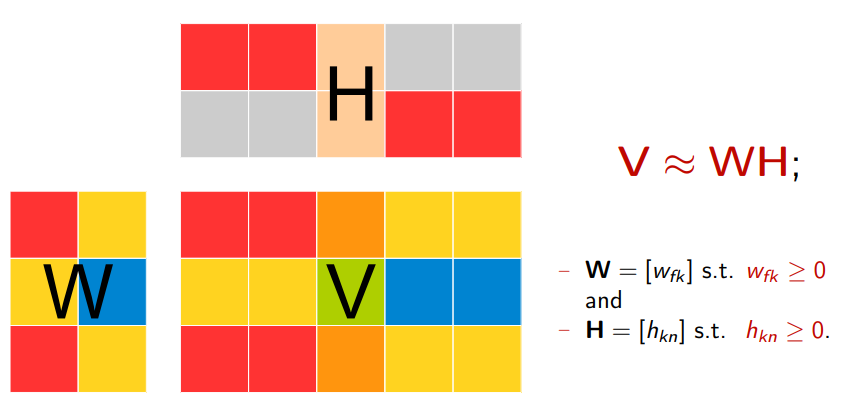 H
V ≈ WH;
W
V
– W = [w_fk] s.t. w_fk ≥ 0
and
– H = [h_kn] s.t. h_kn ≥ 0.